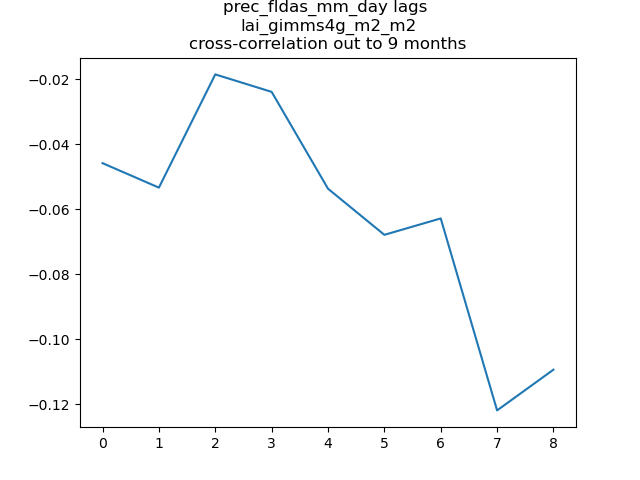 prec_fldas_mm_day lags
lai_gimms4g_m2_m2
cross-correlation out to 9 months
−0.02
−0.04
−0.06
−0.08
−0.10
−0.12
0 1 2 3 4 5 6 7 8